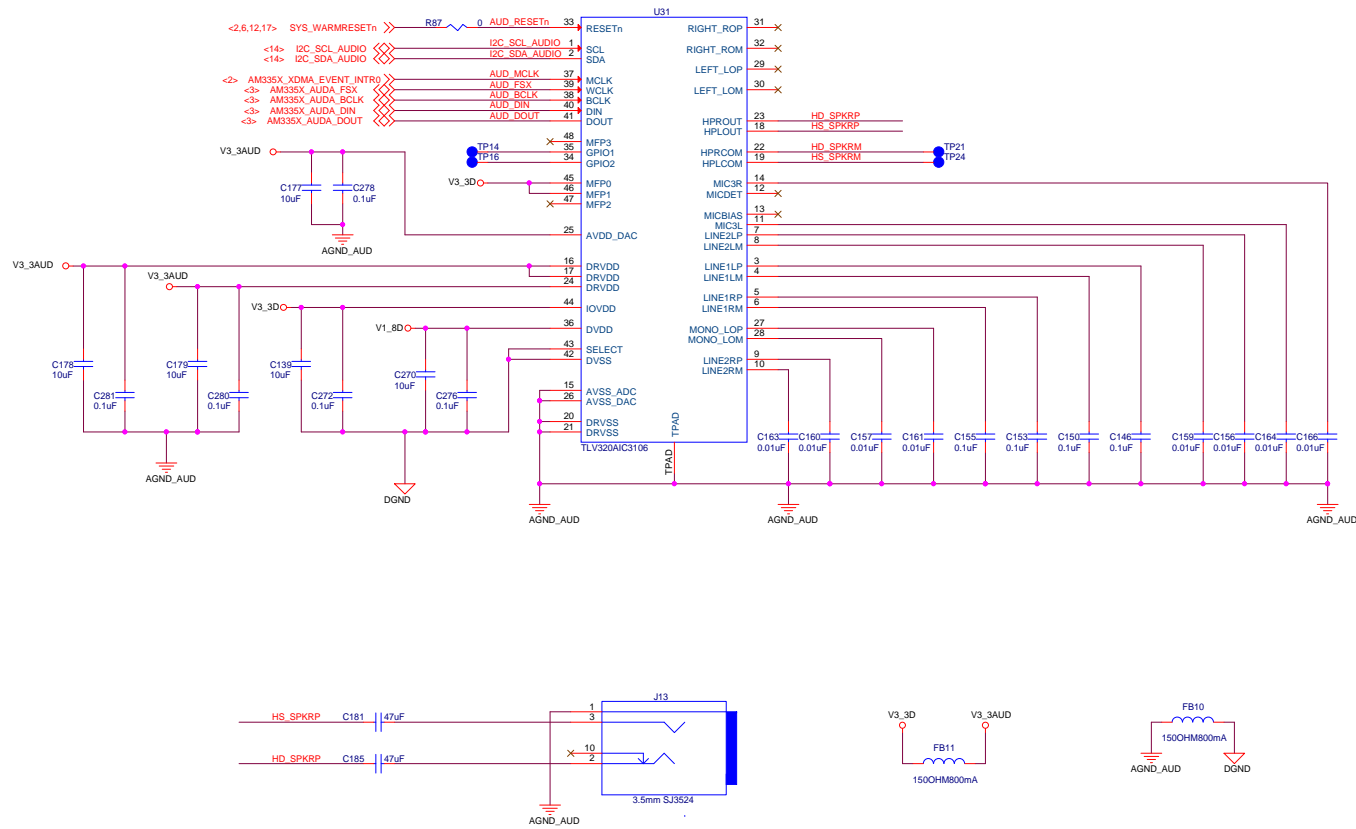 U31
<2,6,12,17> SYS_WARMRESETn R87 0 AUD_RESETn 33 RESETn RIGHT_ROP 31
RIGHT_ROM 32
<14> I2C_SCL_AUDIO I2C_SCL_AUDIO 1 SCL
<14> I2C_SDA_AUDIO I2C_SDA_AUDIO 2 SDA
LEFT_LOP 29
<2> AM335X_XDMA_EVENT_INTR0 AUD_MCLK 37 MCLK
<3> AM335X_AUDA_FSX AUD_FSX 39 WCLK LEFT_LOM 30
<3> AM335X_AUDA_BCLK AUD_BCLK 38 BCLK
<3> AM335X_AUDA_DIN AUD_DIN 40 DIN
<3> AM335X_AUDA_DOUT AUD_DOUT 41 DOUT
HPROUT 23 HD_SPKRP
HPLOUT 18 HS_SPKRP
48 MFP3
TP14 35 GPIO1 HPRCOM 22 HD_SPKRM TP21
TP16 34 GPIO2 HPLCOM 19 HS_SPKRM TP24
V3_3AUD
C177 10uF
C278 0.1uF
AGND_AUD
V3_3D 45 MFP0 MIC3R 14
46 MFP1 MICDET 12
47 MFP2
MICBIAS 13
MIC3L 11
25 AVDD_DAC LINE2LP 7
LINE2LM 8
V3_3AUD 16 DRVDD LINE1LP 3
17 DRVDD LINE1LM 4
V3_3AUD 24 DRVDD
LINE1RP 5
V3_3D 44 IOVDD LINE1RM 6
V1_8D 36 DVDD MONO_LOP 27
MONO_LOM 28
43 SELECT
42 DVSS LINE2RP 9
LINE2RM 10
15 AVSS_ADC
26 AVSS_DAC
20 DRVSS
21 DRVSS
TPAD
TPAD
TLV320AIC3106
C178 10uF
C281 0.1uF
C179 10uF
C280 0.1uF
C139 10uF
C272 0.1uF
C270 10uF
C276 0.1uF
C163 0.01uF
C160 0.01uF
C157 0.01uF
C161 0.01uF
C155 0.1uF
C153 0.1uF
C150 0.1uF
C146 0.1uF
C159 0.01uF
C156 0.01uF
C164 0.01uF
C166 0.01uF
AGND_AUD
DGND
AGND_AUD
AGND_AUD
AGND_AUD
J13
HS_SPKRP C181 47uF 1
3
HD_SPKRP C185 47uF 10
2
3.5mm SJ3524
AGND_AUD
V3_3D V3_3AUD
FB11
150OHM800mA
FB10
150OHM800mA
AGND_AUD DGND